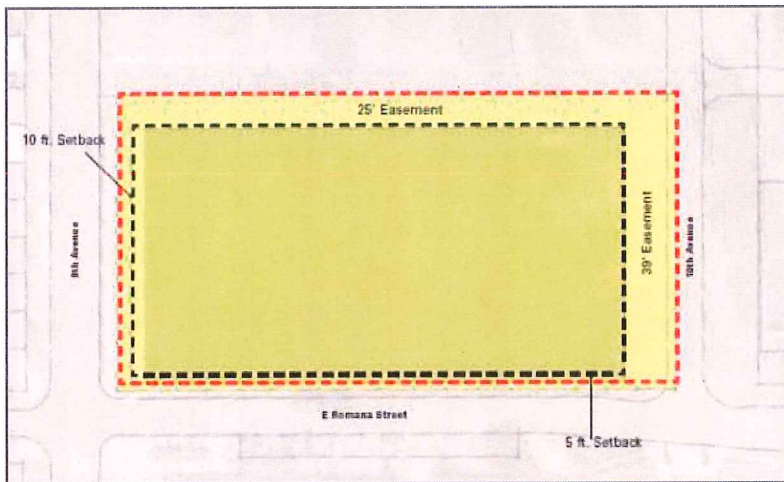 25' Easement
10 ft. Setback
39' Easement
9th Avenue
10th Avenue
E Romana Street
5 ft. Setback